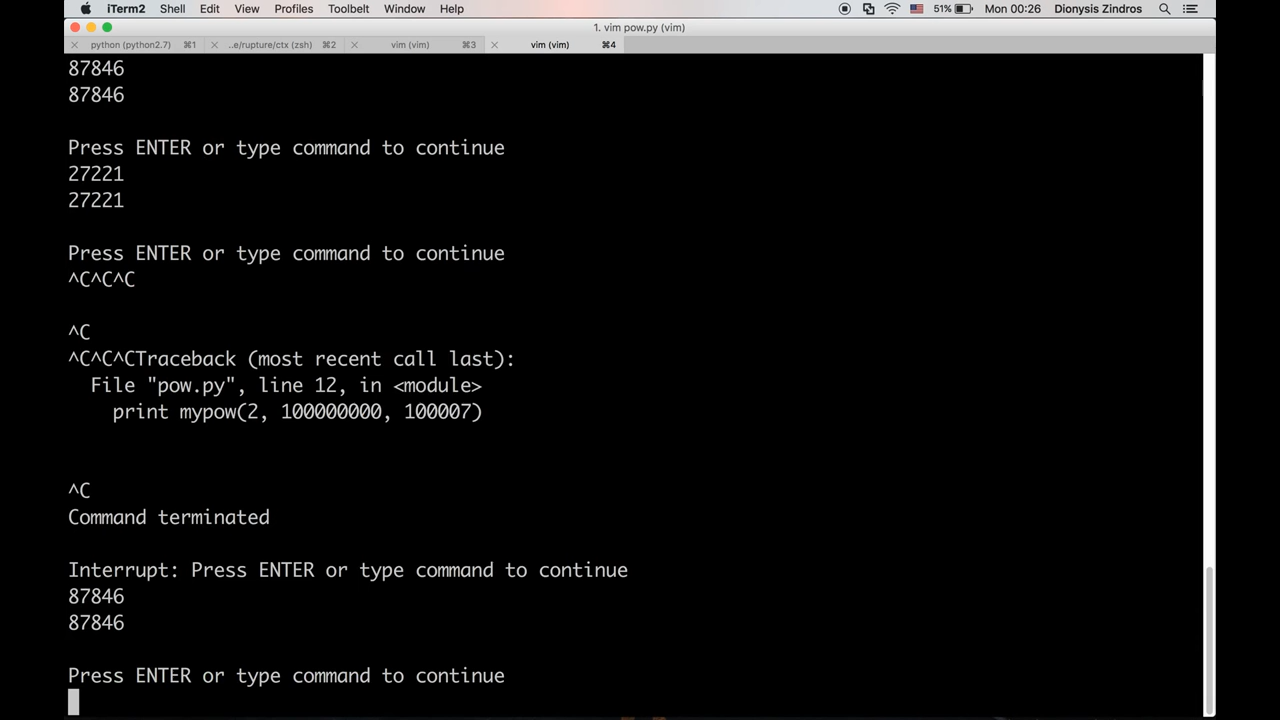 iTerm2 Shell Edit View Profiles Toolbelt Window Help 51% Mon 00:26 Dionysis Zindros
1. vim pow.py (vim)
python (python2.7) ⌘1 ..e/rupture/ctx (zsh) ⌘2 vim (vim) ⌘3 vim (vim) ⌘4
87846
87846
Press ENTER or type command to continue
27221
27221
Press ENTER or type command to continue
^C^C^C
^C
^C^C^CTraceback (most recent call last):
File "pow.py", line 12, in <module>
print mypow(2, 100000000, 100007)
^C
Command terminated
Interrupt: Press ENTER or type command to continue
87846
87846
Press ENTER or type command to continue